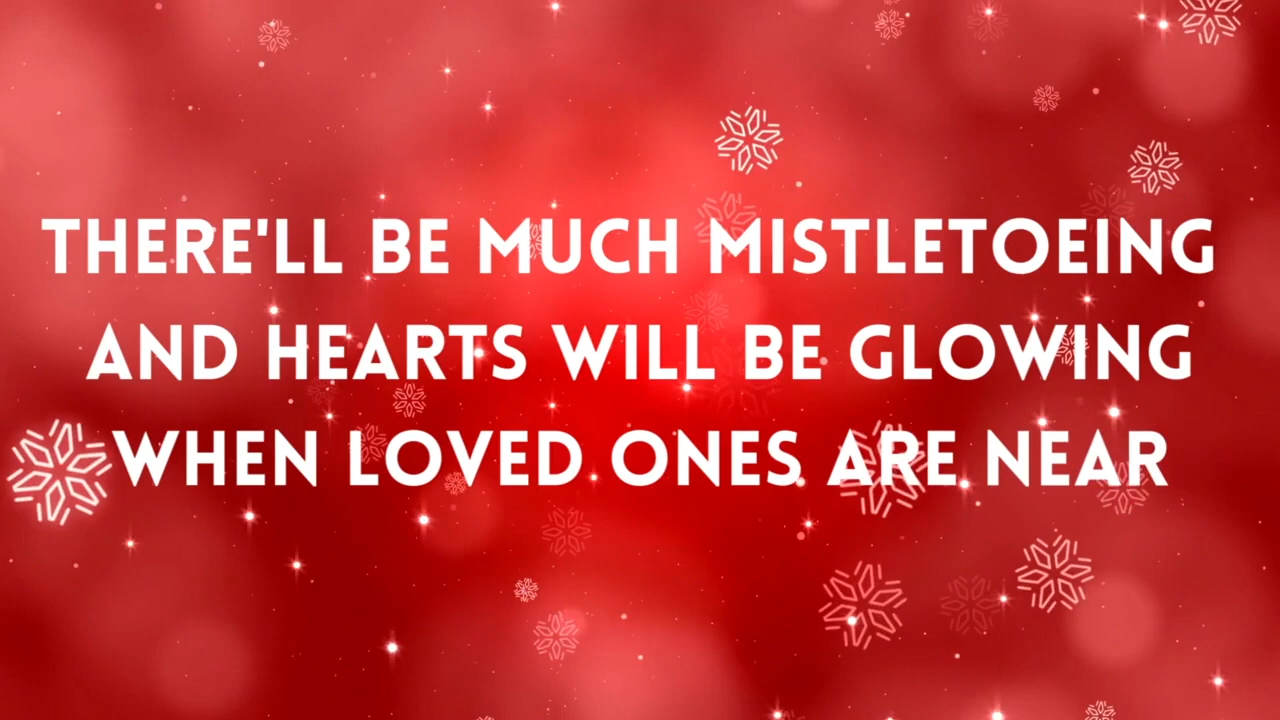 THERE'LL BE MUCH MISTLETOEING
AND HEARTS WILL BE GLOWING
WHEN LOVED ONES ARE NEAR